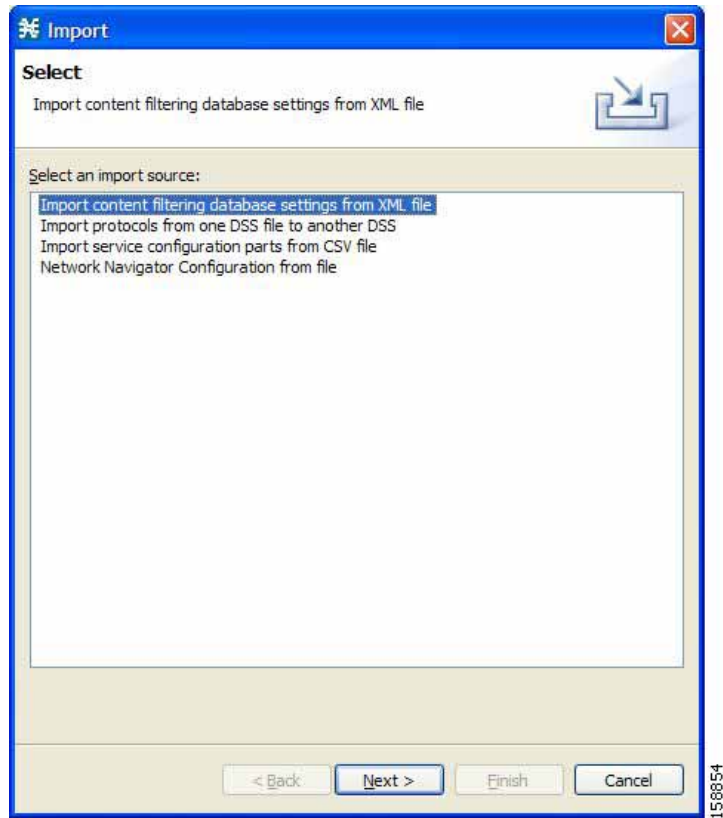 Import
Select
Import content filtering database settings from XML file
Select an import source:
Import content filtering database settings from XML file
Import protocols from one DSS file to another DSS
Import service configuration parts from CSV file
Network Navigator Configuration from file
< Back
Next >
Finish
Cancel
158854